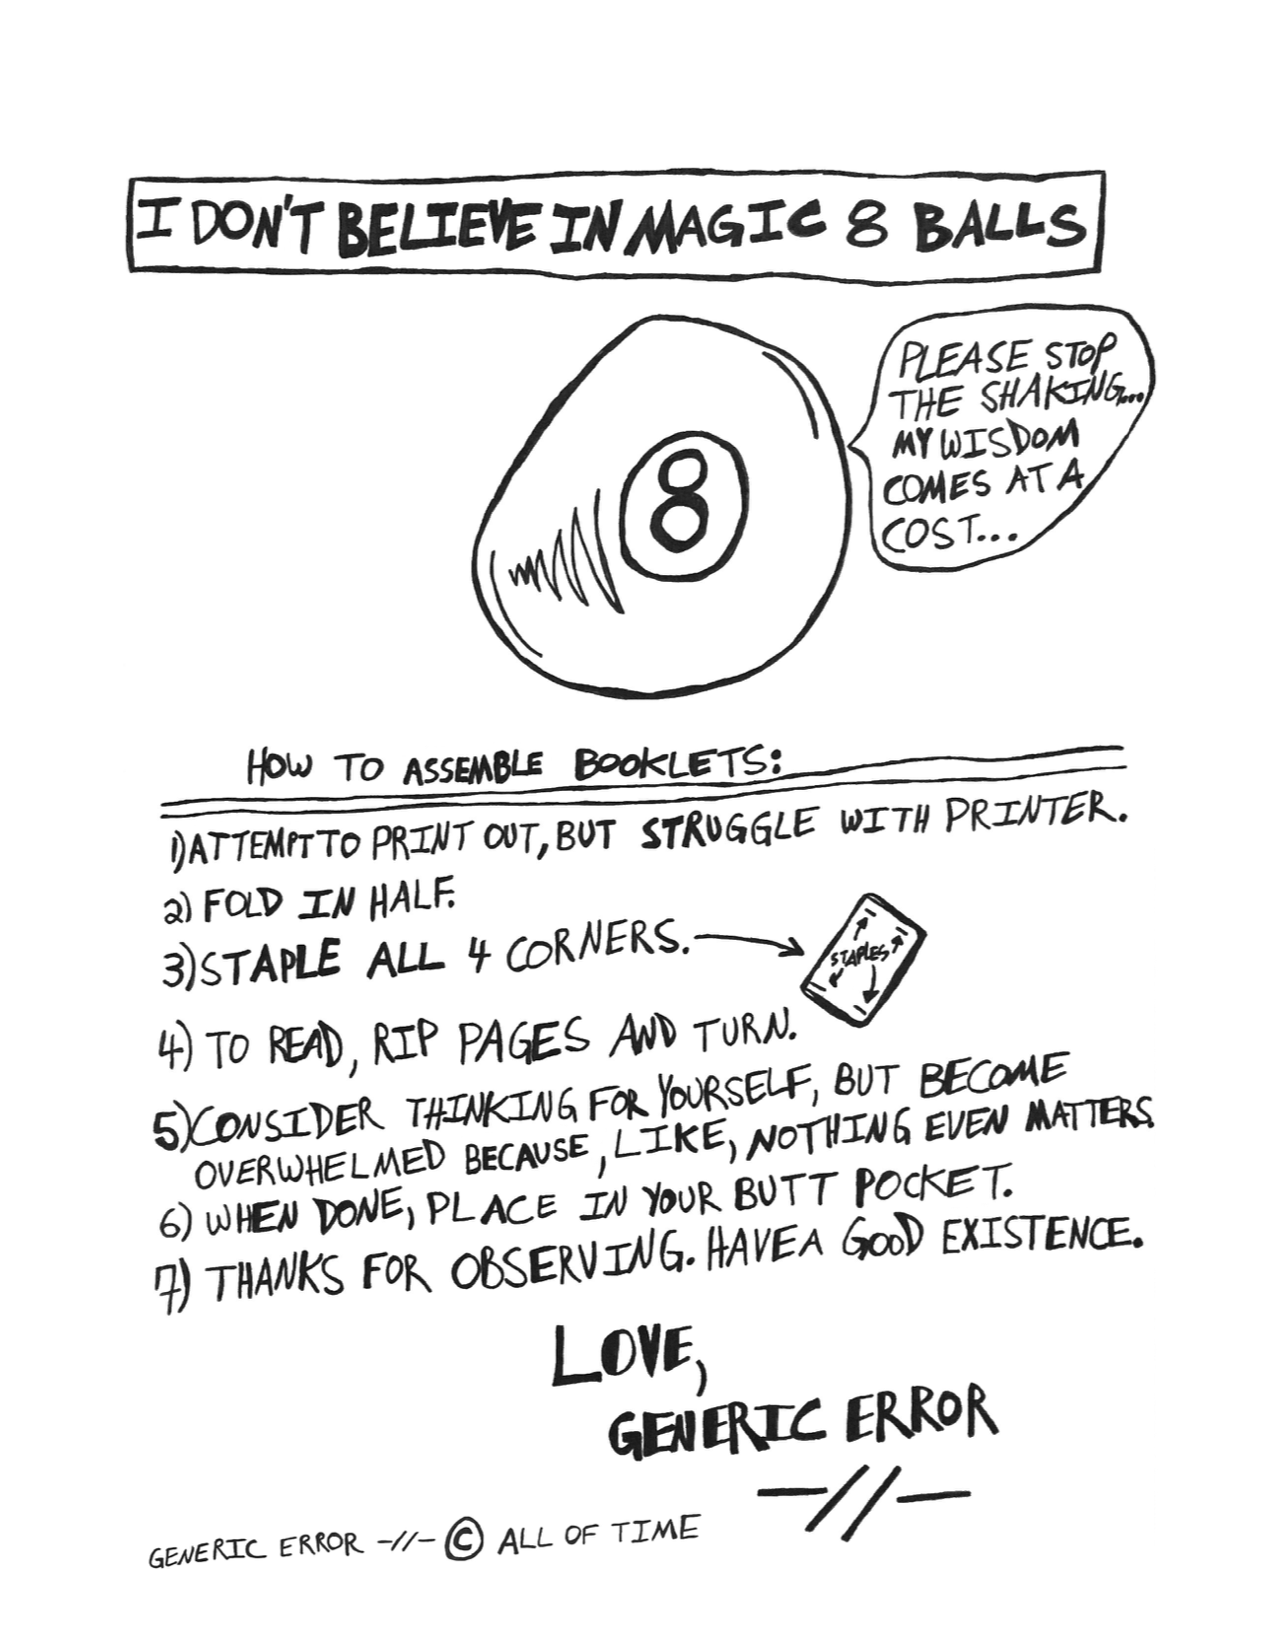 I DON'T BELIEVE IN MAGIC 8 BALLS
PLEASE STOP
THE SHAKING...
MY WISDOM
COMES AT A
COST...
8
HOW TO ASSEMBLE BOOKLETS:
1) ATTEMPT TO PRINT OUT, BUT STRUGGLE WITH PRINTER.
2) FOLD IN HALF.
3) STAPLE ALL 4 CORNERS.
STAPLES
4) TO READ, RIP PAGES AND TURN.
5) CONSIDER THINKING FOR YOURSELF, BUT BECOME
OVERWHELMED BECAUSE, LIKE, NOTHING EVEN MATTERS.
6) WHEN DONE, PLACE IN YOUR BUTT POCKET.
7) THANKS FOR OBSERVING. HAVE A GOOD EXISTENCE.
LOVE,
GENERIC ERROR
—//—
GENERIC ERROR —//— © ALL OF TIME